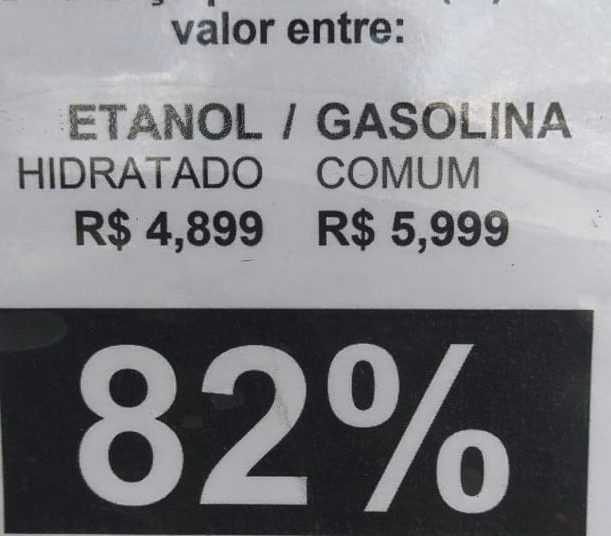 valor entre:
ETANOL / GASOLINA
HIDRATADO COMUM
R$ 4,899 R$ 5,999
82%